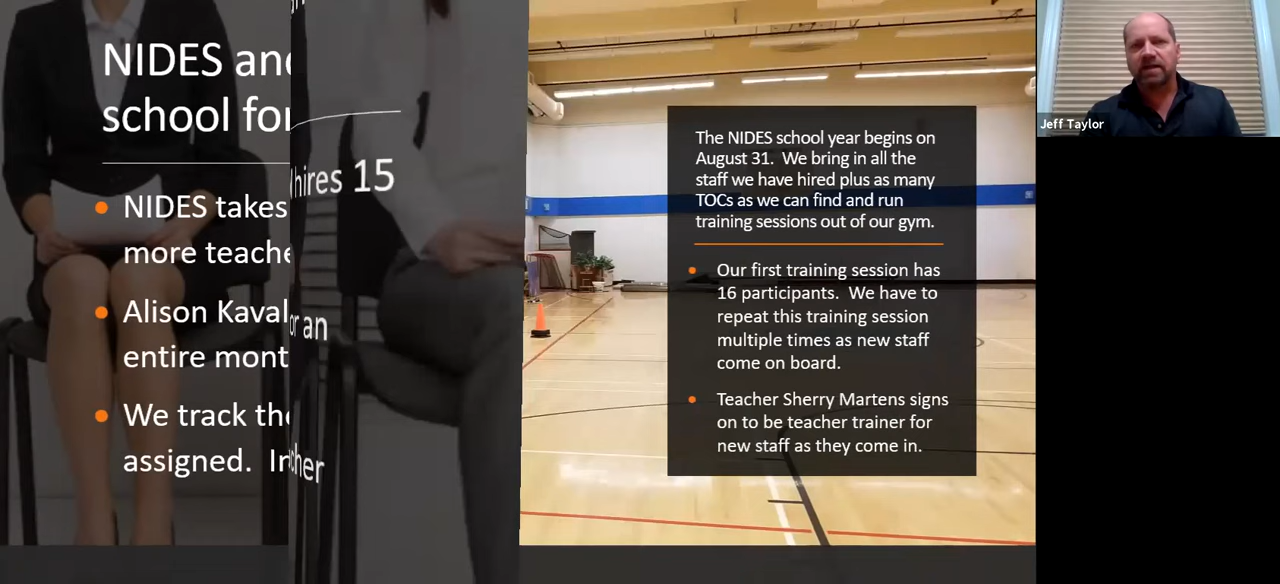 NIDES and
school for
NIDES takes
more teache
Alison Kaval
entire mont
We track the
assigned. In
hires 15
or an
her
The NIDES school year begins on
August 31. We bring in all the
staff we have hired plus as many
TOCs as we can find and run
training sessions out of our gym.
Our first training session has
16 participants. We have to
repeat this training session
multiple times as new staff
come on board.
Teacher Sherry Martens signs
on to be teacher trainer for
new staff as they come in.
Jeff Taylor